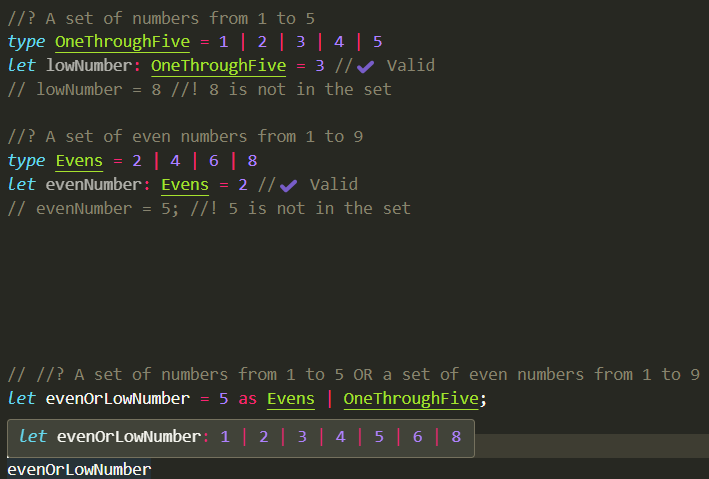 //? A set of numbers from 1 to 5
type OneThroughFive = 1 | 2 | 3 | 4 | 5
let lowNumber: OneThroughFive = 3 //✔ Valid
// lowNumber = 8 //! 8 is not in the set
//? A set of even numbers from 1 to 9
type Evens = 2 | 4 | 6 | 8
let evenNumber: Evens = 2 //✔ Valid
// evenNumber = 5; //! 5 is not in the set
// //? A set of numbers from 1 to 5 OR a set of even numbers from 1 to 9
let evenOrLowNumber = 5 as Evens | OneThroughFive;
let evenOrLowNumber: 1 | 2 | 3 | 4 | 5 | 6 | 8
evenOrLowNumber